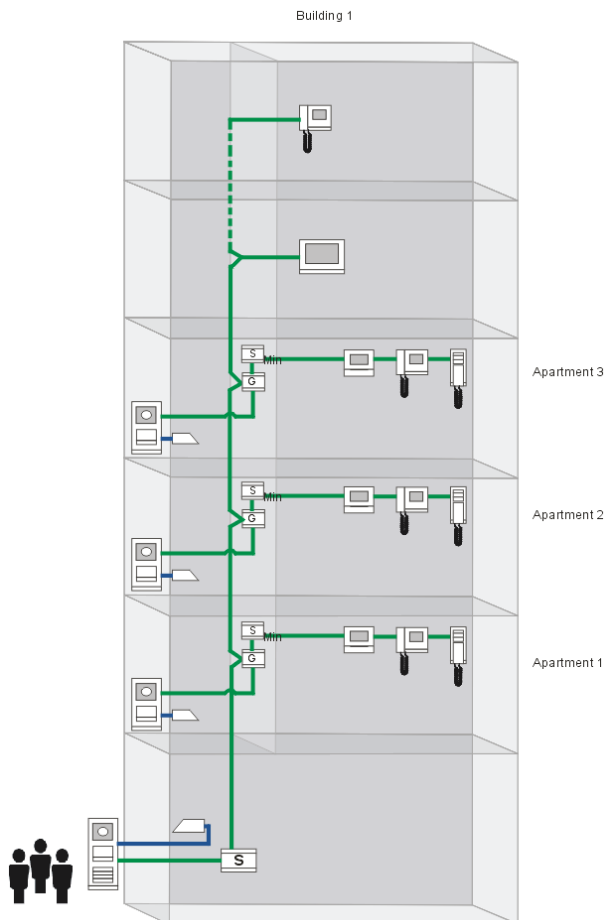 Building 1
S
Min
G
Apartment 3
S
Min
G
Apartment 2
S
Min
G
Apartment 1
S